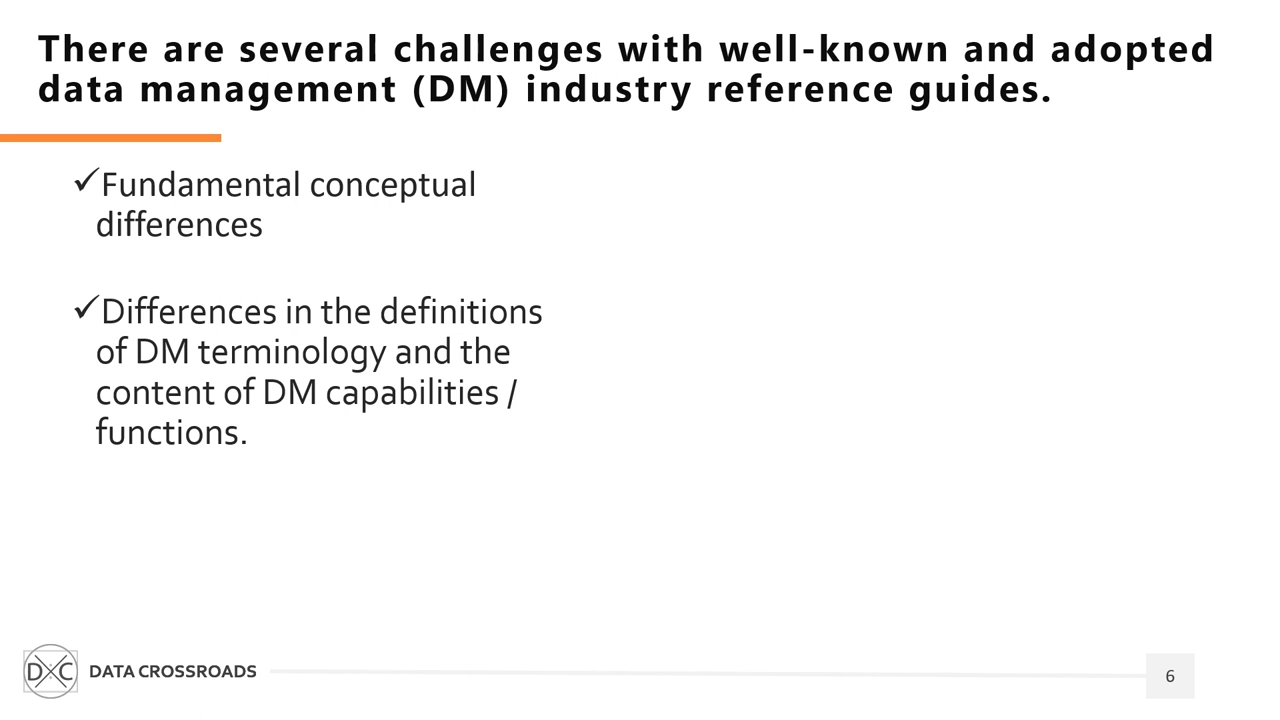 There are several challenges with well-known and adopted
data management (DM) industry reference guides.
✓Fundamental conceptual
differences
✓Differences in the definitions
of DM terminology and the
content of DM capabilities /
functions.
DXC DATA CROSSROADS
6